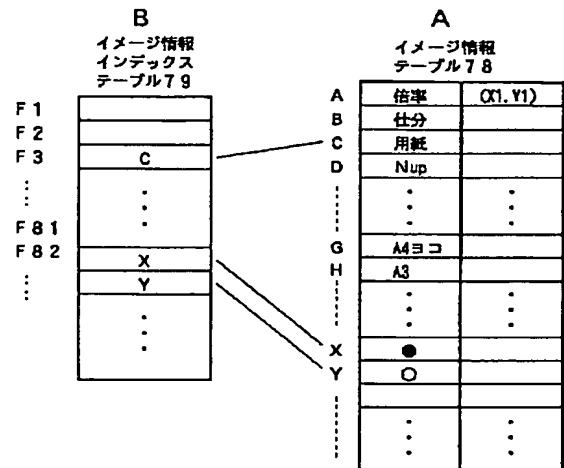 B
イメージ情報
インデックス
テーブル79
F1
F2
F3
C
F81
F82
X
Y
A
イメージ情報
テーブル78
A 倍率 (X1.Y1)
B 仕分
C 用紙
D Nup
G A4ヨコ
H A3
X ●
Y ○